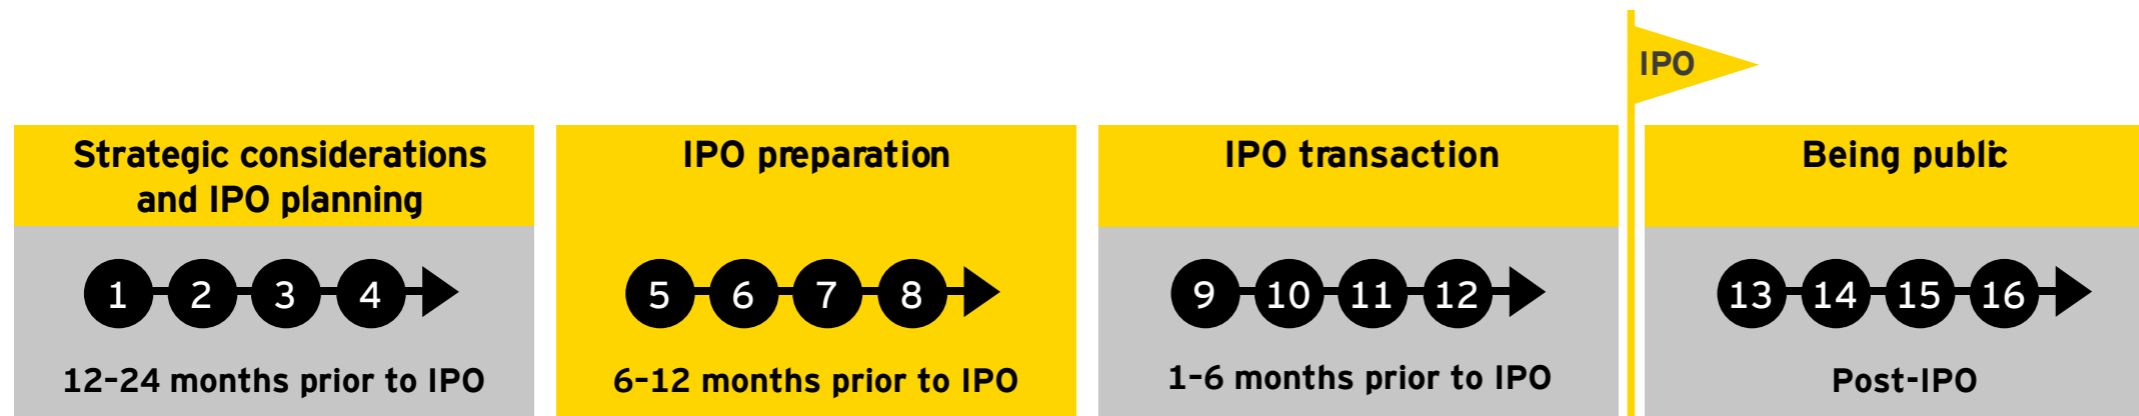 IPO
Strategic considerations
and IPO planning
1 2 3 4
12–24 months prior to IPO
IPO preparation
5 6 7 8
6–12 months prior to IPO
IPO transaction
9 10 11 12
1–6 months prior to IPO
Being public
13 14 15 16
Post-IPO